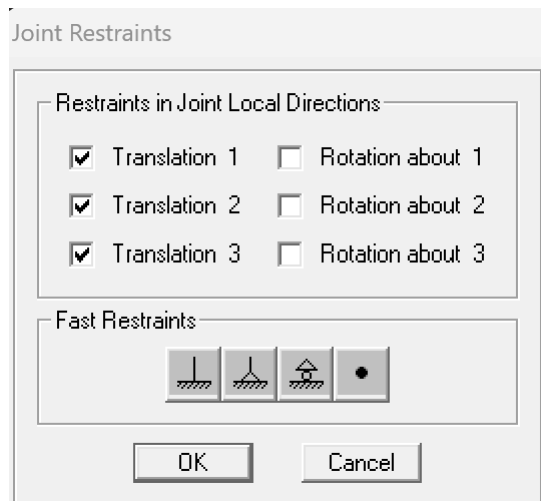 Joint Restraints
Restraints in Joint Local Directions
Translation 1 Rotation about 1
Translation 2 Rotation about 2
Translation 3 Rotation about 3
Fast Restraints
OK Cancel